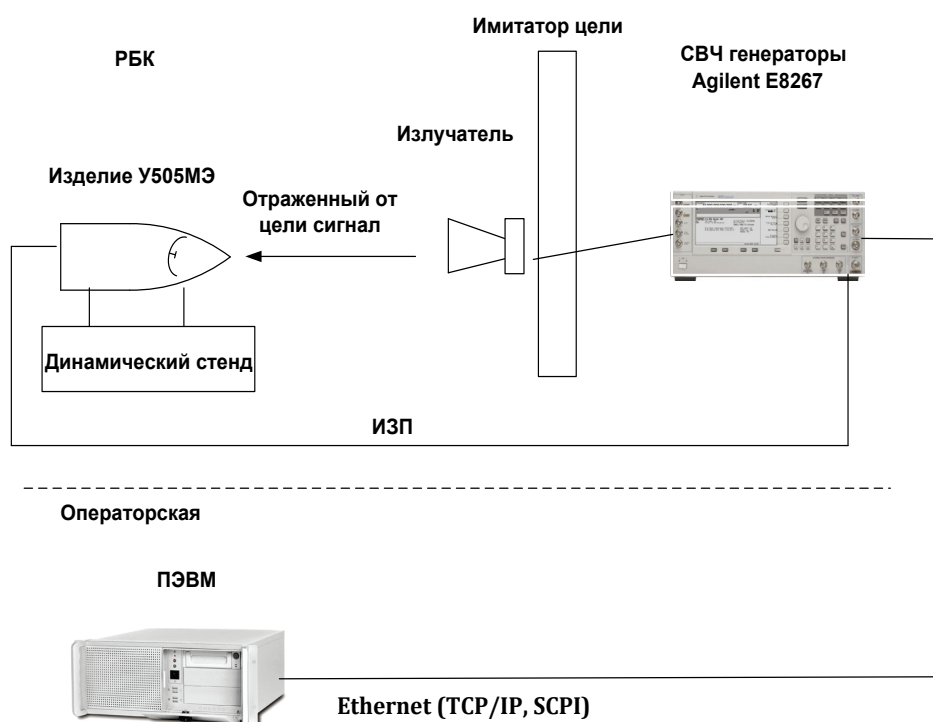 Имитатор цели
РБК
СВЧ генераторы
Agilent E8267
Излучатель
Изделие У505МЭ
Отраженный от
цели сигнал
Динамический стенд
ИЗП
Операторская
ПЭВМ
Ethernet (TCP/IP, SCPI)